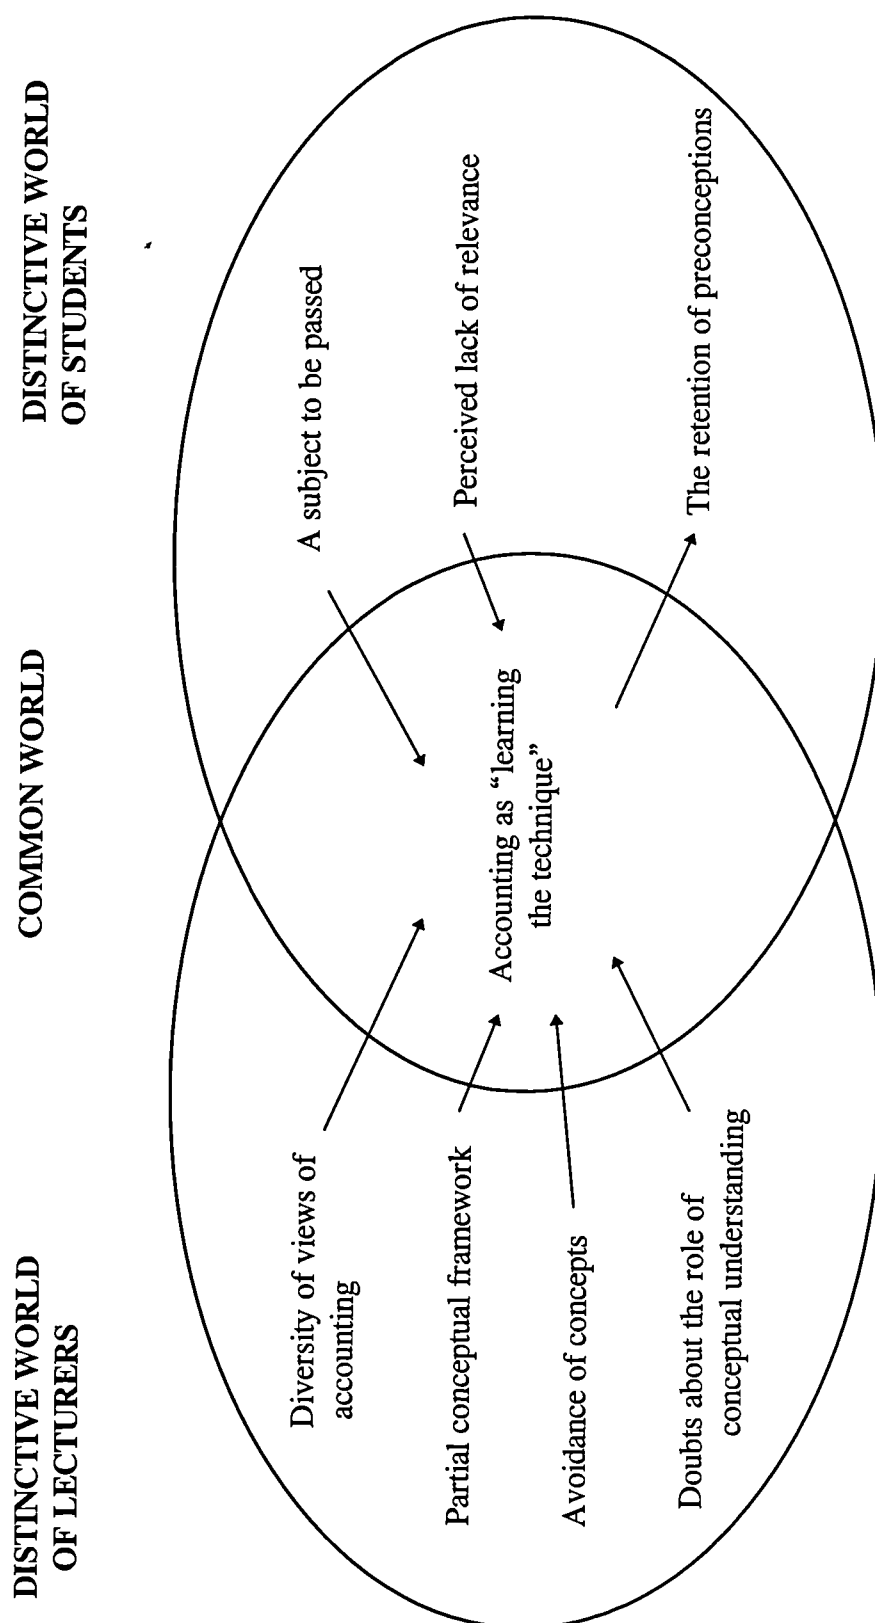 DISTINCTIVE WORLD
OF LECTURERS
COMMON WORLD
DISTINCTIVE WORLD
OF STUDENTS
Diversity of views of
accounting
Partial conceptual framework
Avoidance of concepts
Doubts about the role of
conceptual understanding
Accounting as “learning
the technique”
A subject to be passed
Perceived lack of relevance
The retention of preconceptions